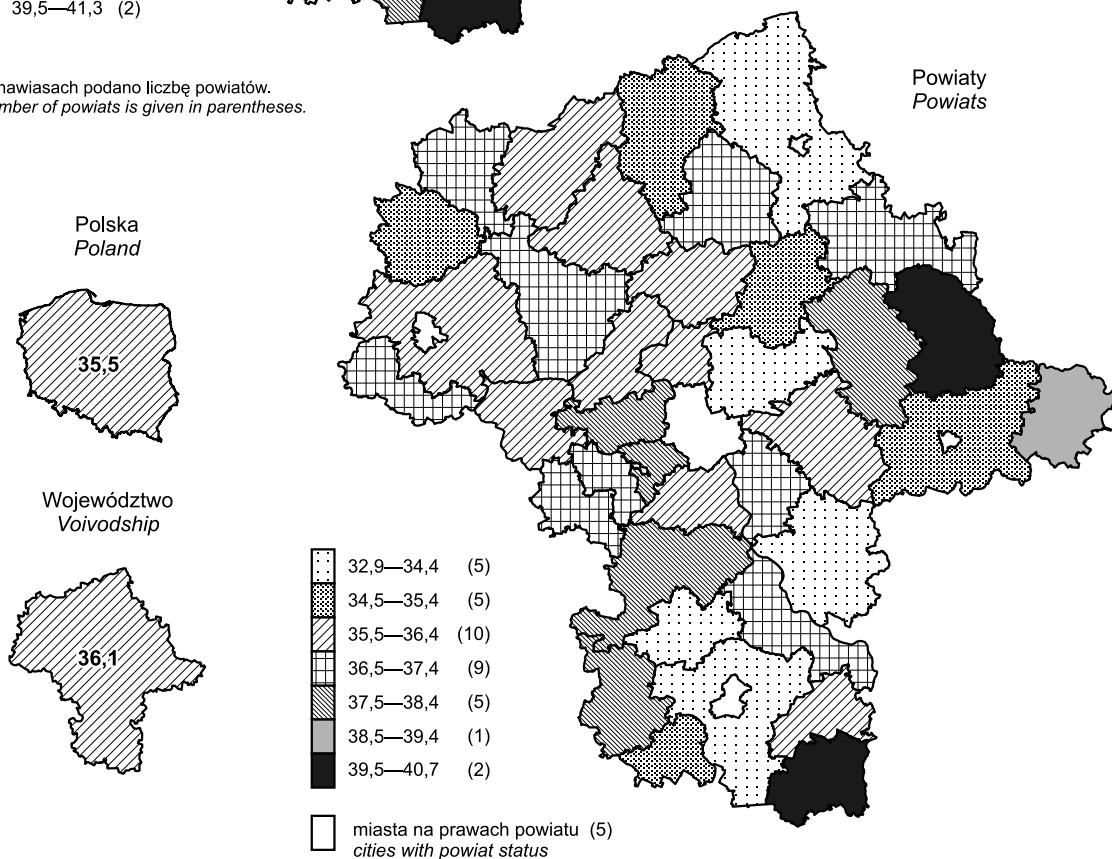 39,5—41,3 (2)
nawiasach podano liczbę powiatów.
mber of powiats is given in parentheses.
Powiaty
Powiats
Polska
Poland
35,5
Województwo
Voivodship
36,1
32,9—34,4 (5)
34,5—35,4 (5)
35,5—36,4 (10)
36,5—37,4 (9)
37,5—38,4 (5)
38,5—39,4 (1)
39,5—40,7 (2)
miasta na prawach powiatu (5)
cities with powiat status